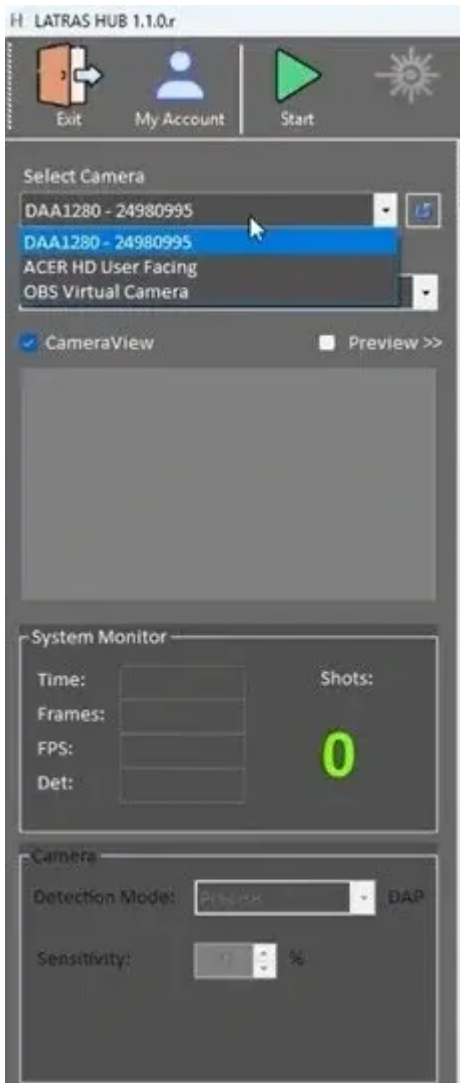 H LATRAS HUB 1.1.0.r
Exit My Account Start
Select Camera
DAA1280 - 24980995
DAA1280 - 24980995
ACER HD User Facing
OBS Virtual Camera
CameraView Preview >>
System Monitor
Time: Shots:
Frames:
FPS:
0
Det:
Camera
Detection Mode: Precise DAP
Sensitivity: %